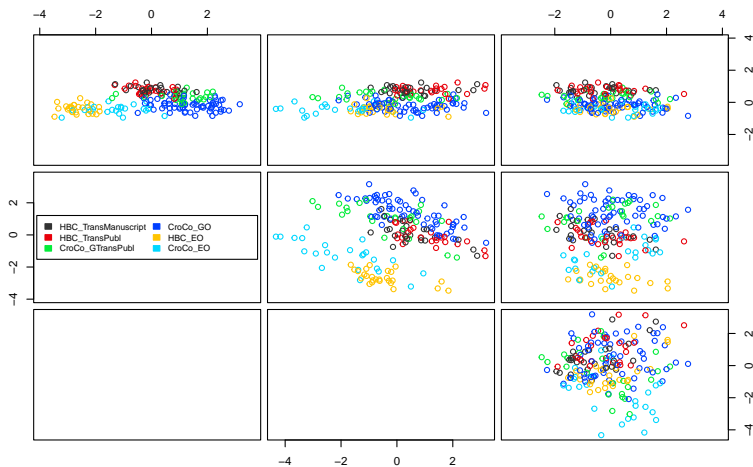 −4 −2 0 2
−2 0 2 4
−2 0 2 4
HBC_TransManuscript CroCo_GO
HBC_TransPubl HBC_EO
CroCo_GTransPubl CroCo_EO
−4 −2 0 2
−4 −2 0 2
−4 −2 0 2